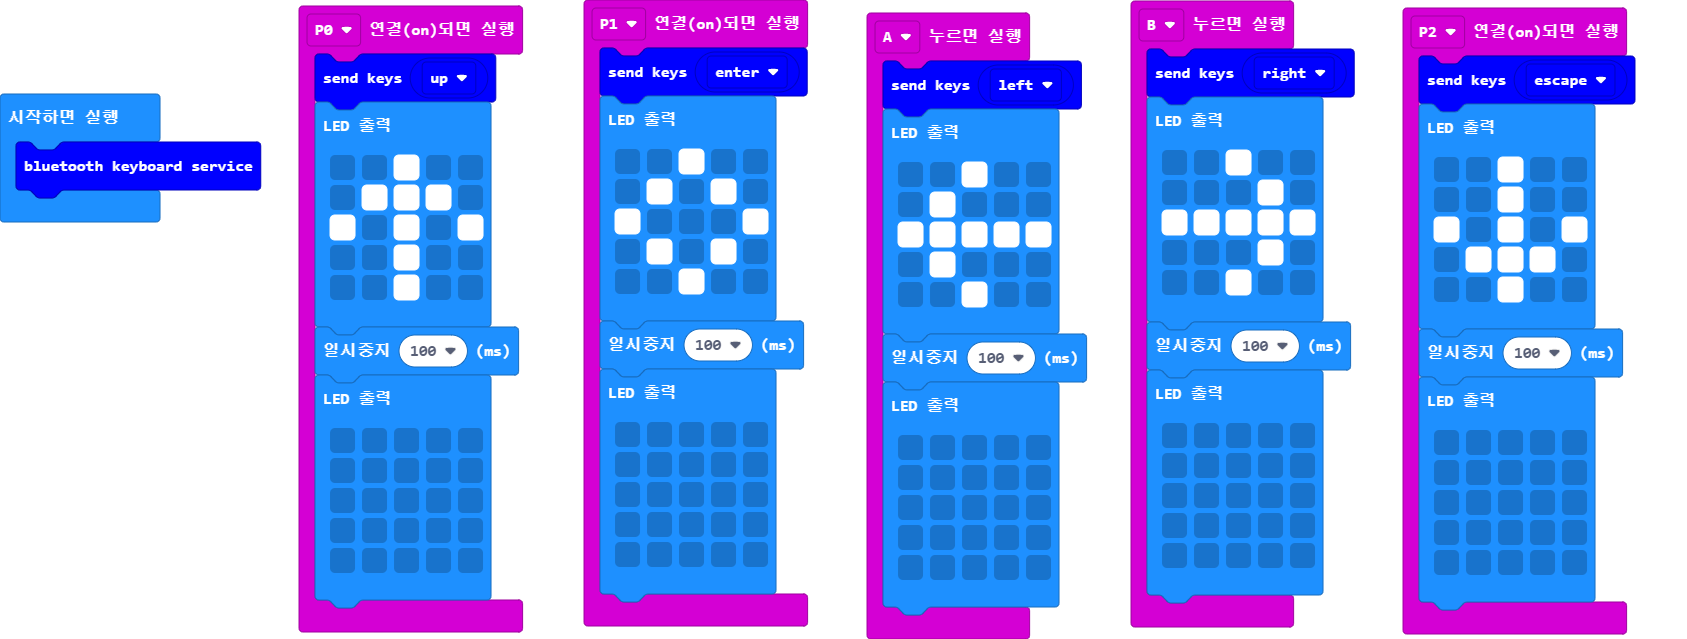 시작하면 실행
bluetooth keyboard service
P0 연결(on)되면 실행
send keys up
LED 출력
일시중지 100 (ms)
LED 출력
P1 연결(on)되면 실행
send keys enter
LED 출력
일시중지 100 (ms)
LED 출력
A 누르면 실행
send keys left
LED 출력
일시중지 100 (ms)
LED 출력
B 누르면 실행
send keys right
LED 출력
일시중지 100 (ms)
LED 출력
P2 연결(on)되면 실행
send keys escape
LED 출력
일시중지 100 (ms)
LED 출력